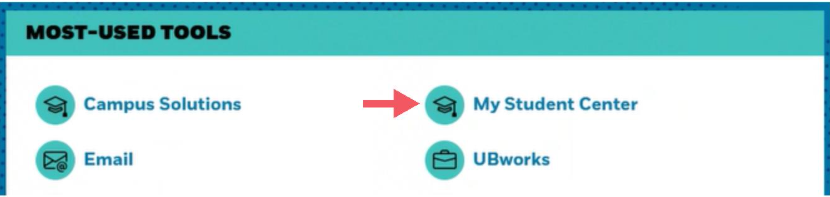 MOST-USED TOOLS
Campus Solutions
My Student Center
Email
UBworks